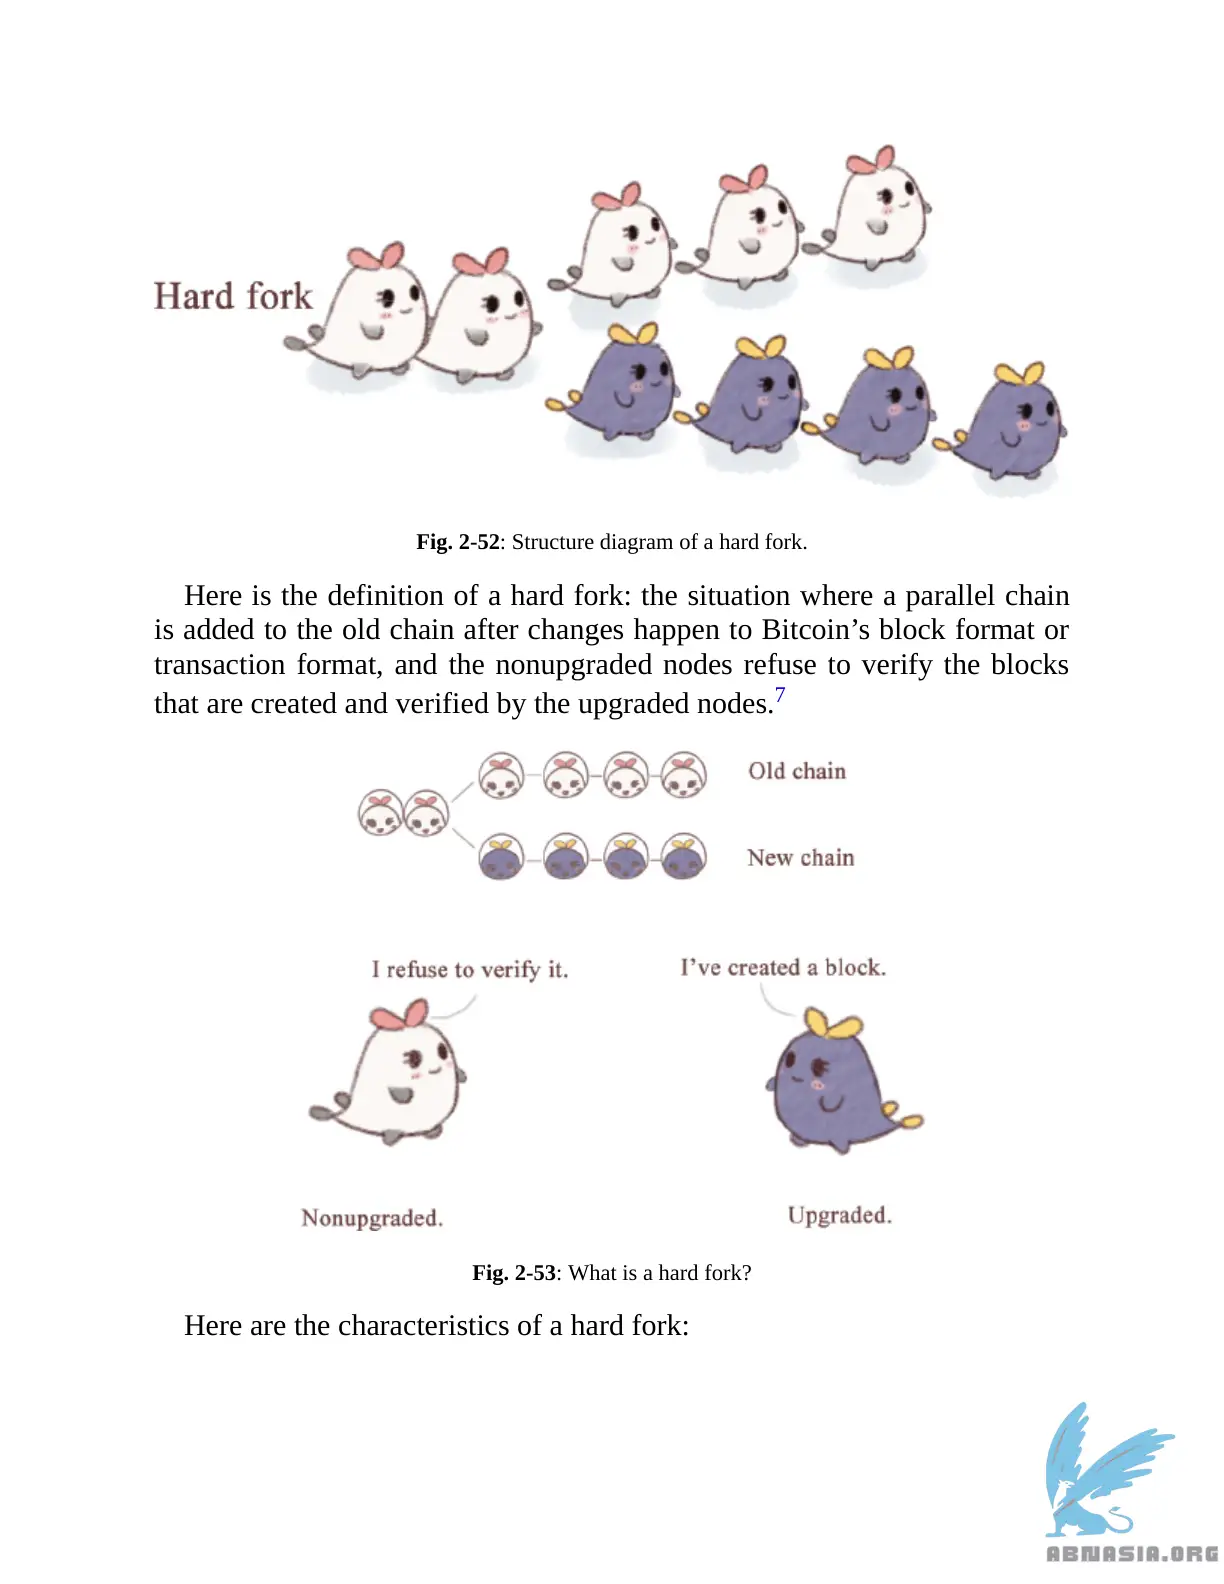 Hard fork
Fig. 2-52: Structure diagram of a hard fork.
Here is the definition of a hard fork: the situation where a parallel chain
is added to the old chain after changes happen to Bitcoin’s block format or
transaction format, and the nonupgraded nodes refuse to verify the blocks
that are created and verified by the upgraded nodes.7
Old chain
New chain
I refuse to verify it.
I’ve created a block.
Nonupgraded.
Upgraded.
Fig. 2-53: What is a hard fork?
Here are the characteristics of a hard fork:
ABNASIA.ORG